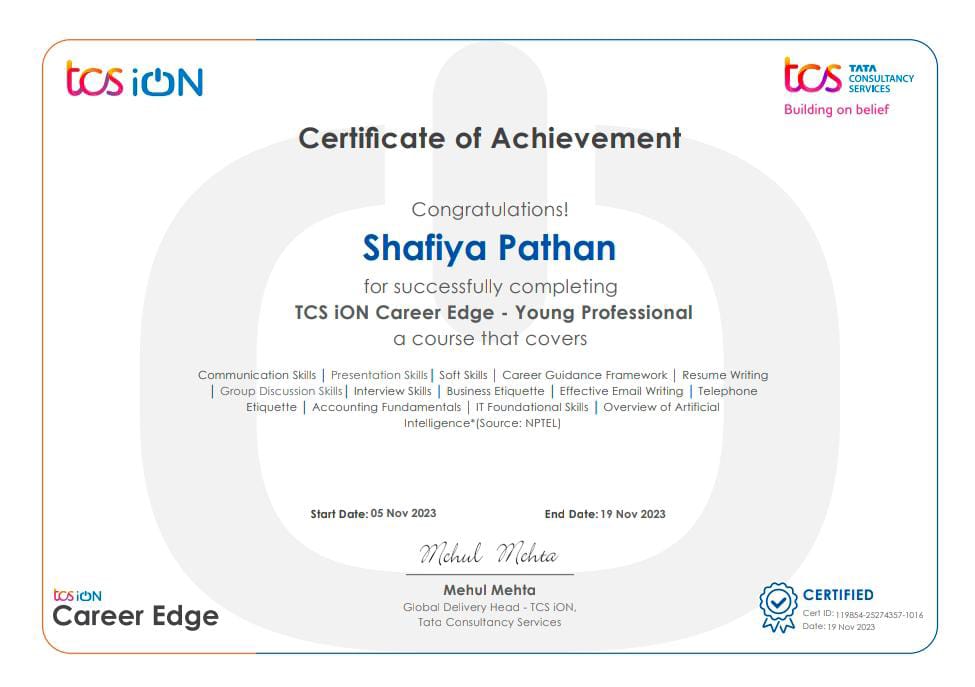 tcs iON
tcs TATA
CONSULTANCY
SERVICES
Building on belief
Certificate of Achievement
Congratulations!
Shafiya Pathan
for successfully completing
TCS iON Career Edge - Young Professional
a course that covers
Communication Skills | Presentation Skills | Soft Skills | Career Guidance Framework | Resume Writing
| Group Discussion Skills | Interview Skills | Business Etiquette | Effective Email Writing | Telephone
Etiquette | Accounting Fundamentals | IT Foundational Skills | Overview of Artificial
Intelligence*(Source: NPTEL)
Start Date: 05 Nov 2023 End Date: 19 Nov 2023
Mehul Mehta
Mehul Mehta
Global Delivery Head - TCS iON,
Tata Consultancy Services
tcs iON
Career Edge
CERTIFIED
Cert ID: 119854-25274357-1016
Date: 19 Nov 2023